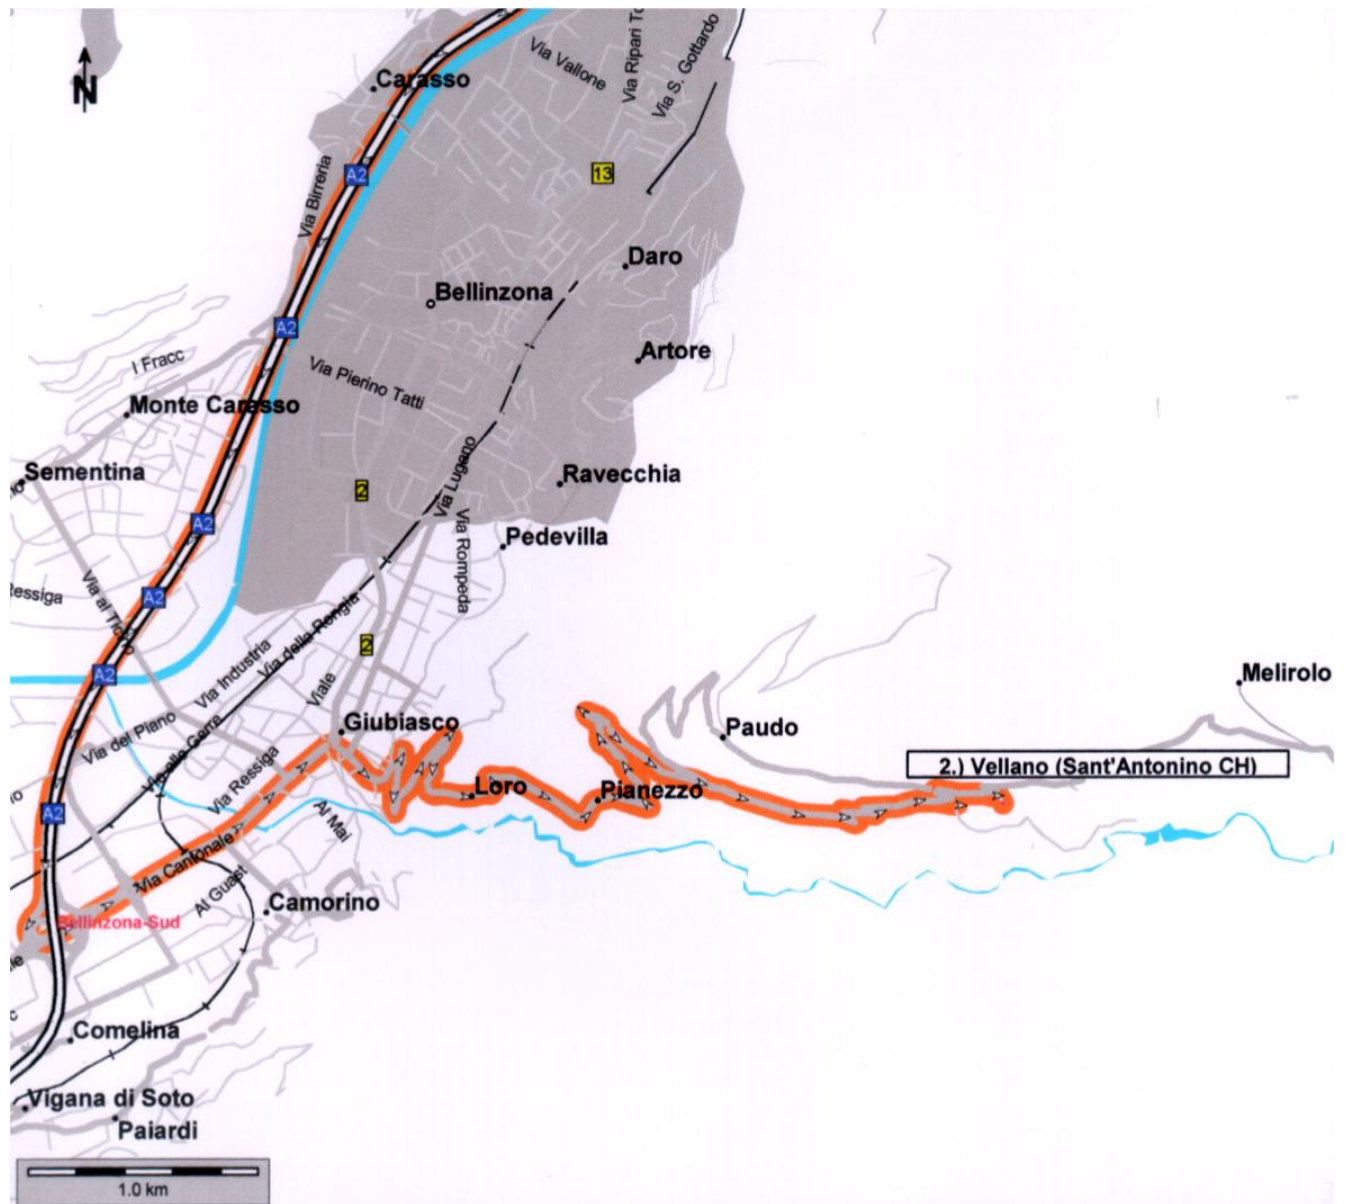 Via Vallone
Via Ripari To
Via S. Gottardo
N
Carasso
A2
13
Via Birreria
Daro
Bellinzona
A2
Artore
I Fracc
Via Pierino Tatti
Monte Carasso
Sementina
Via Lugano
Ravecchia
2
A2
Via Rompeda
Pedevilla
Ressiga
A2
Via al Ticino
Via della Rongia
Via Industria
2
A2
Viale
Melirolo
Via del Piano
Giubiasco
Paudo
Via alle Gerre
2.) Vellano (Sant'Antonino CH)
Via Ressiga
Loro
Pianezzo
A2
Al Mai
Via Cantonale
Al Guast
Camorino
Bellinzona-Sud
Comelina
Vigana di Soto
Paiardi
1.0 km